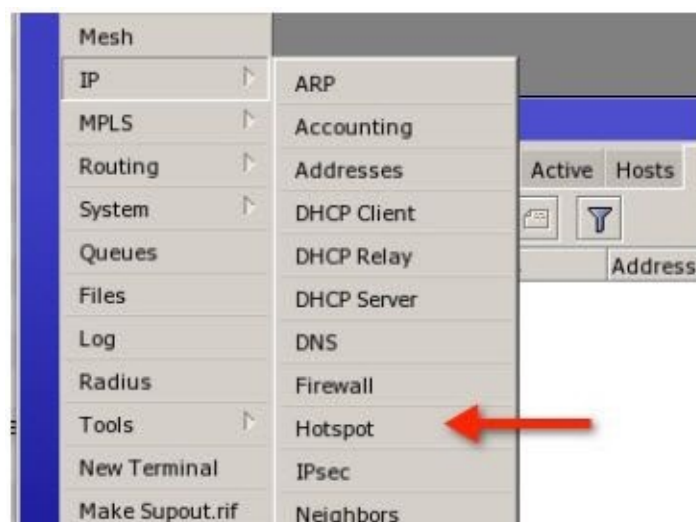 Mesh
IP
MPLS
Routing
System
Queues
Files
Log
Radius
Tools
New Terminal
Make Supout.rif
ARP
Accounting
Addresses
DHCP Client
DHCP Relay
DHCP Server
DNS
Firewall
Hotspot
IPsec
Neighbors
Active Hosts
Address